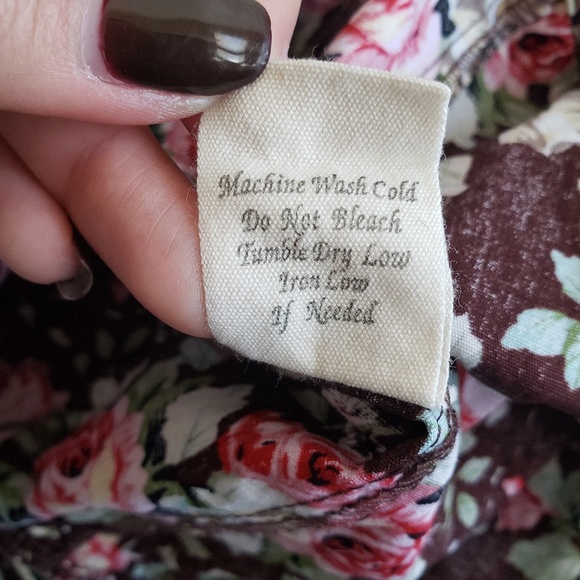 Machine Wash Cold
Do Not Bleach
Tumble Dry Low
Iron Low
If Needed